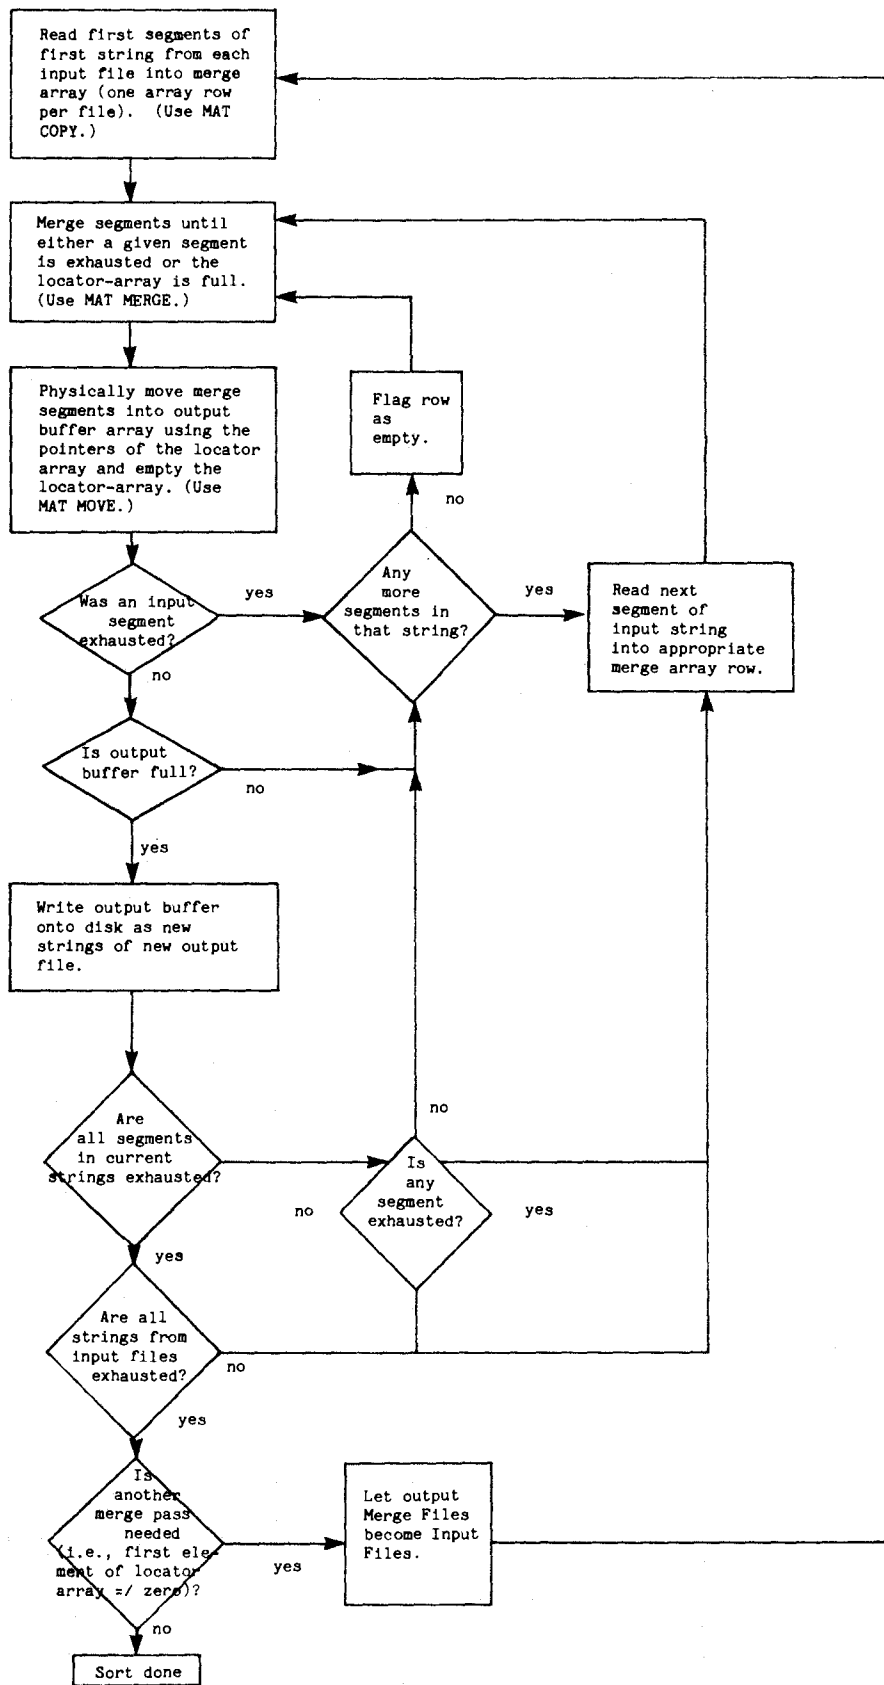 Read first segments of
first string from each
input file into merge
array (one array row
per file).  (Use MAT
COPY.)
Merge segments until
either a given segment
is exhausted or the
locator-array is full.
(Use MAT MERGE.)
Physically move merge
segments into output
buffer array using the
pointers of the locator
array and empty the
locator-array. (Use
MAT MOVE.)
Flag row
as
empty.
no
Was an input
segment
exhausted?
yes
no
Any
more
segments in
that string?
yes
Read next
segment of
input string
into appropriate
merge array row.
Is output
buffer full?
no
yes
Write output buffer
onto disk as new
strings of new output
file.
Are
all segments
in current
strings exhausted?
no
yes
no
Is
any
segment
exhausted?
yes
Are all
strings from
input files
exhausted?
no
yes
Is
another
merge pass
needed
(i.e., first ele-
ment of locator
array =/ zero)?
yes
no
Let output
Merge Files
become Input
Files.
Sort done